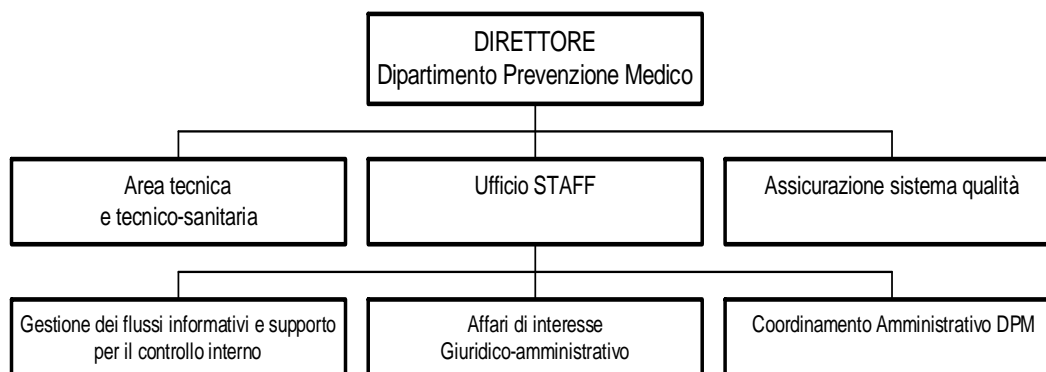 DIRETTORE
Dipartimento Prevenzione Medico
Area tecnica
e tecnico-sanitaria
Ufficio STAFF
Assicurazione sistema qualità
Gestione dei flussi informativi e supporto
per il controllo interno
Affari di interesse
Giuridico-amministrativo
Coordinamento Amministrativo DPM